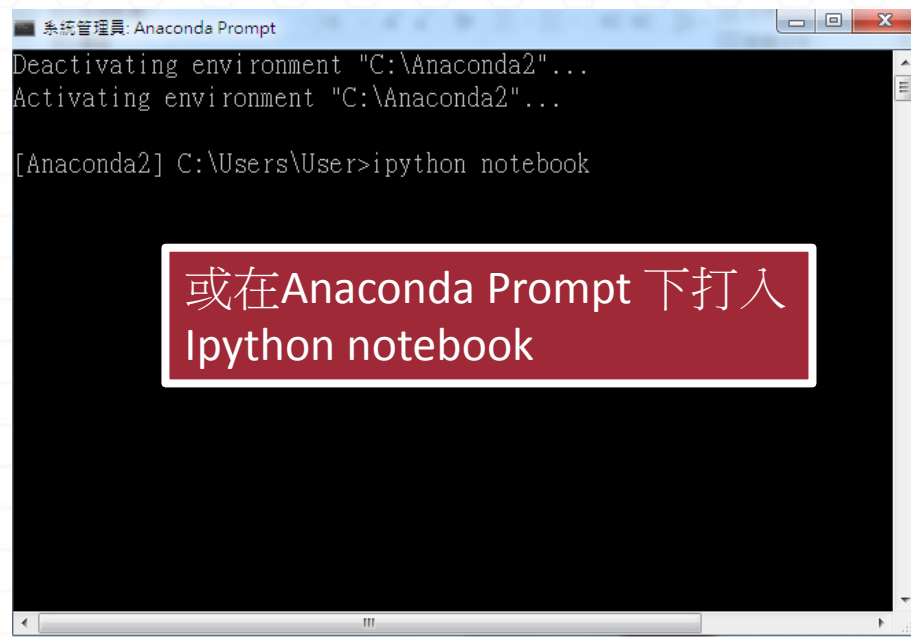 系統管理員: Anaconda Prompt
Deactivating environment "C:\Anaconda2"...
Activating environment "C:\Anaconda2"...
[Anaconda2] C:\Users\User>ipython notebook
或在Anaconda Prompt 下打入
Ipython notebook